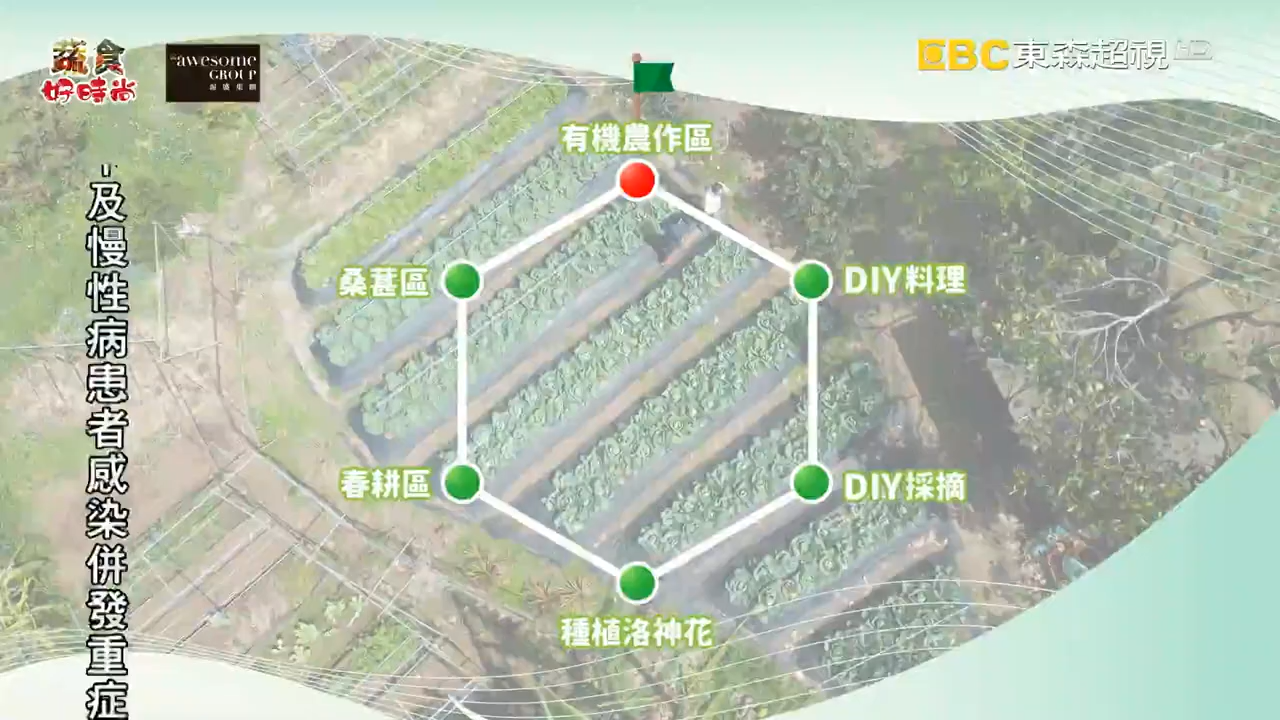 蔬食
好時尚
awesome
GROUP
EBC東森超視HD
有機農作區
桑葚區
DIY料理
春耕區
DIY採摘
種植洛神花
及慢性病患者感染併發重症